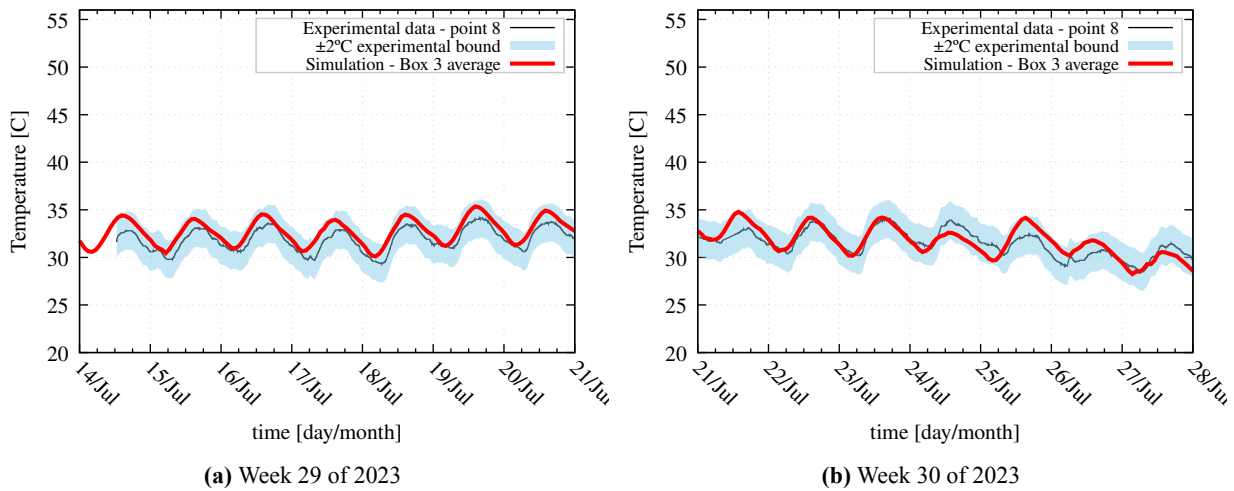 Experimental data - point 8
±2ºC experimental bound
Simulation - Box 3 average
Temperature [C]
55
50
45
40
35
30
25
20
14/Jul
15/Jul
16/Jul
17/Jul
18/Jul
19/Jul
20/Jul
21/Jul
time [day/month]
(a) Week 29 of 2023
Experimental data - point 8
±2ºC experimental bound
Simulation - Box 3 average
Temperature [C]
55
50
45
40
35
30
25
20
21/Jul
22/Jul
23/Jul
24/Jul
25/Jul
26/Jul
27/Jul
28/Jul
time [day/month]
(b) Week 30 of 2023